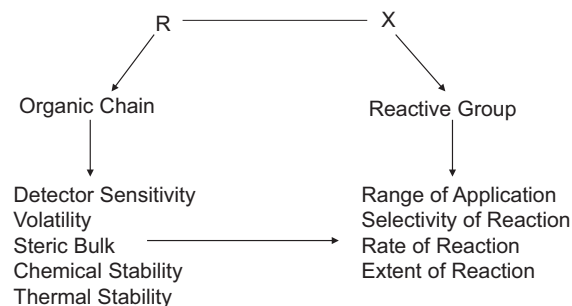 R X
Organic Chain
Reactive Group
Detector Sensitivity
Volatility
Steric Bulk
Chemical Stability
Thermal Stability
Range of Application
Selectivity of Reaction
Rate of Reaction
Extent of Reaction